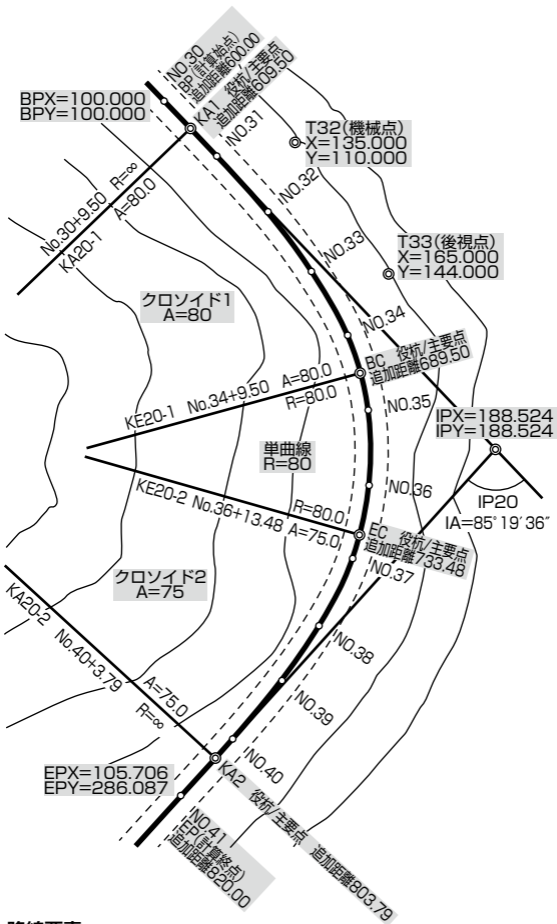 NO.30
BP(計算始点)
追加距離600.00
KA1 役杭/主要点
追加距離609.50
BPX=100.000
BPY=100.000
NO.31
T32(機械点)
X=135.000
Y=110.000
NO.32
No.30+9.50 R=∞
KA20-1 A=80.0
NO.33
T33(後視点)
X=165.000
Y=144.000
クロソイド1
A=80
NO.34
BC 役杭/主要点
追加距離689.50
KE20-1 No.34+9.50 A=80.0
R=80.0
NO.35
IPX=188.524
IPY=188.524
単曲線
R=80
IP20
IA=85°19′36″
NO.36
R=80.0
KE20-2 No.36+13.48 A=75.0
EC 役杭/主要点
追加距離733.48
NO.37
クロソイド2
A=75
NO.38
KA20-2 No.40+3.79 A=75.0
R=∞
NO.39
NO.40
EPX=105.706
EPY=286.087
KA2 役杭/主要点 追加距離803.79
NO.41
EP(計算終点)
追加距離820.00